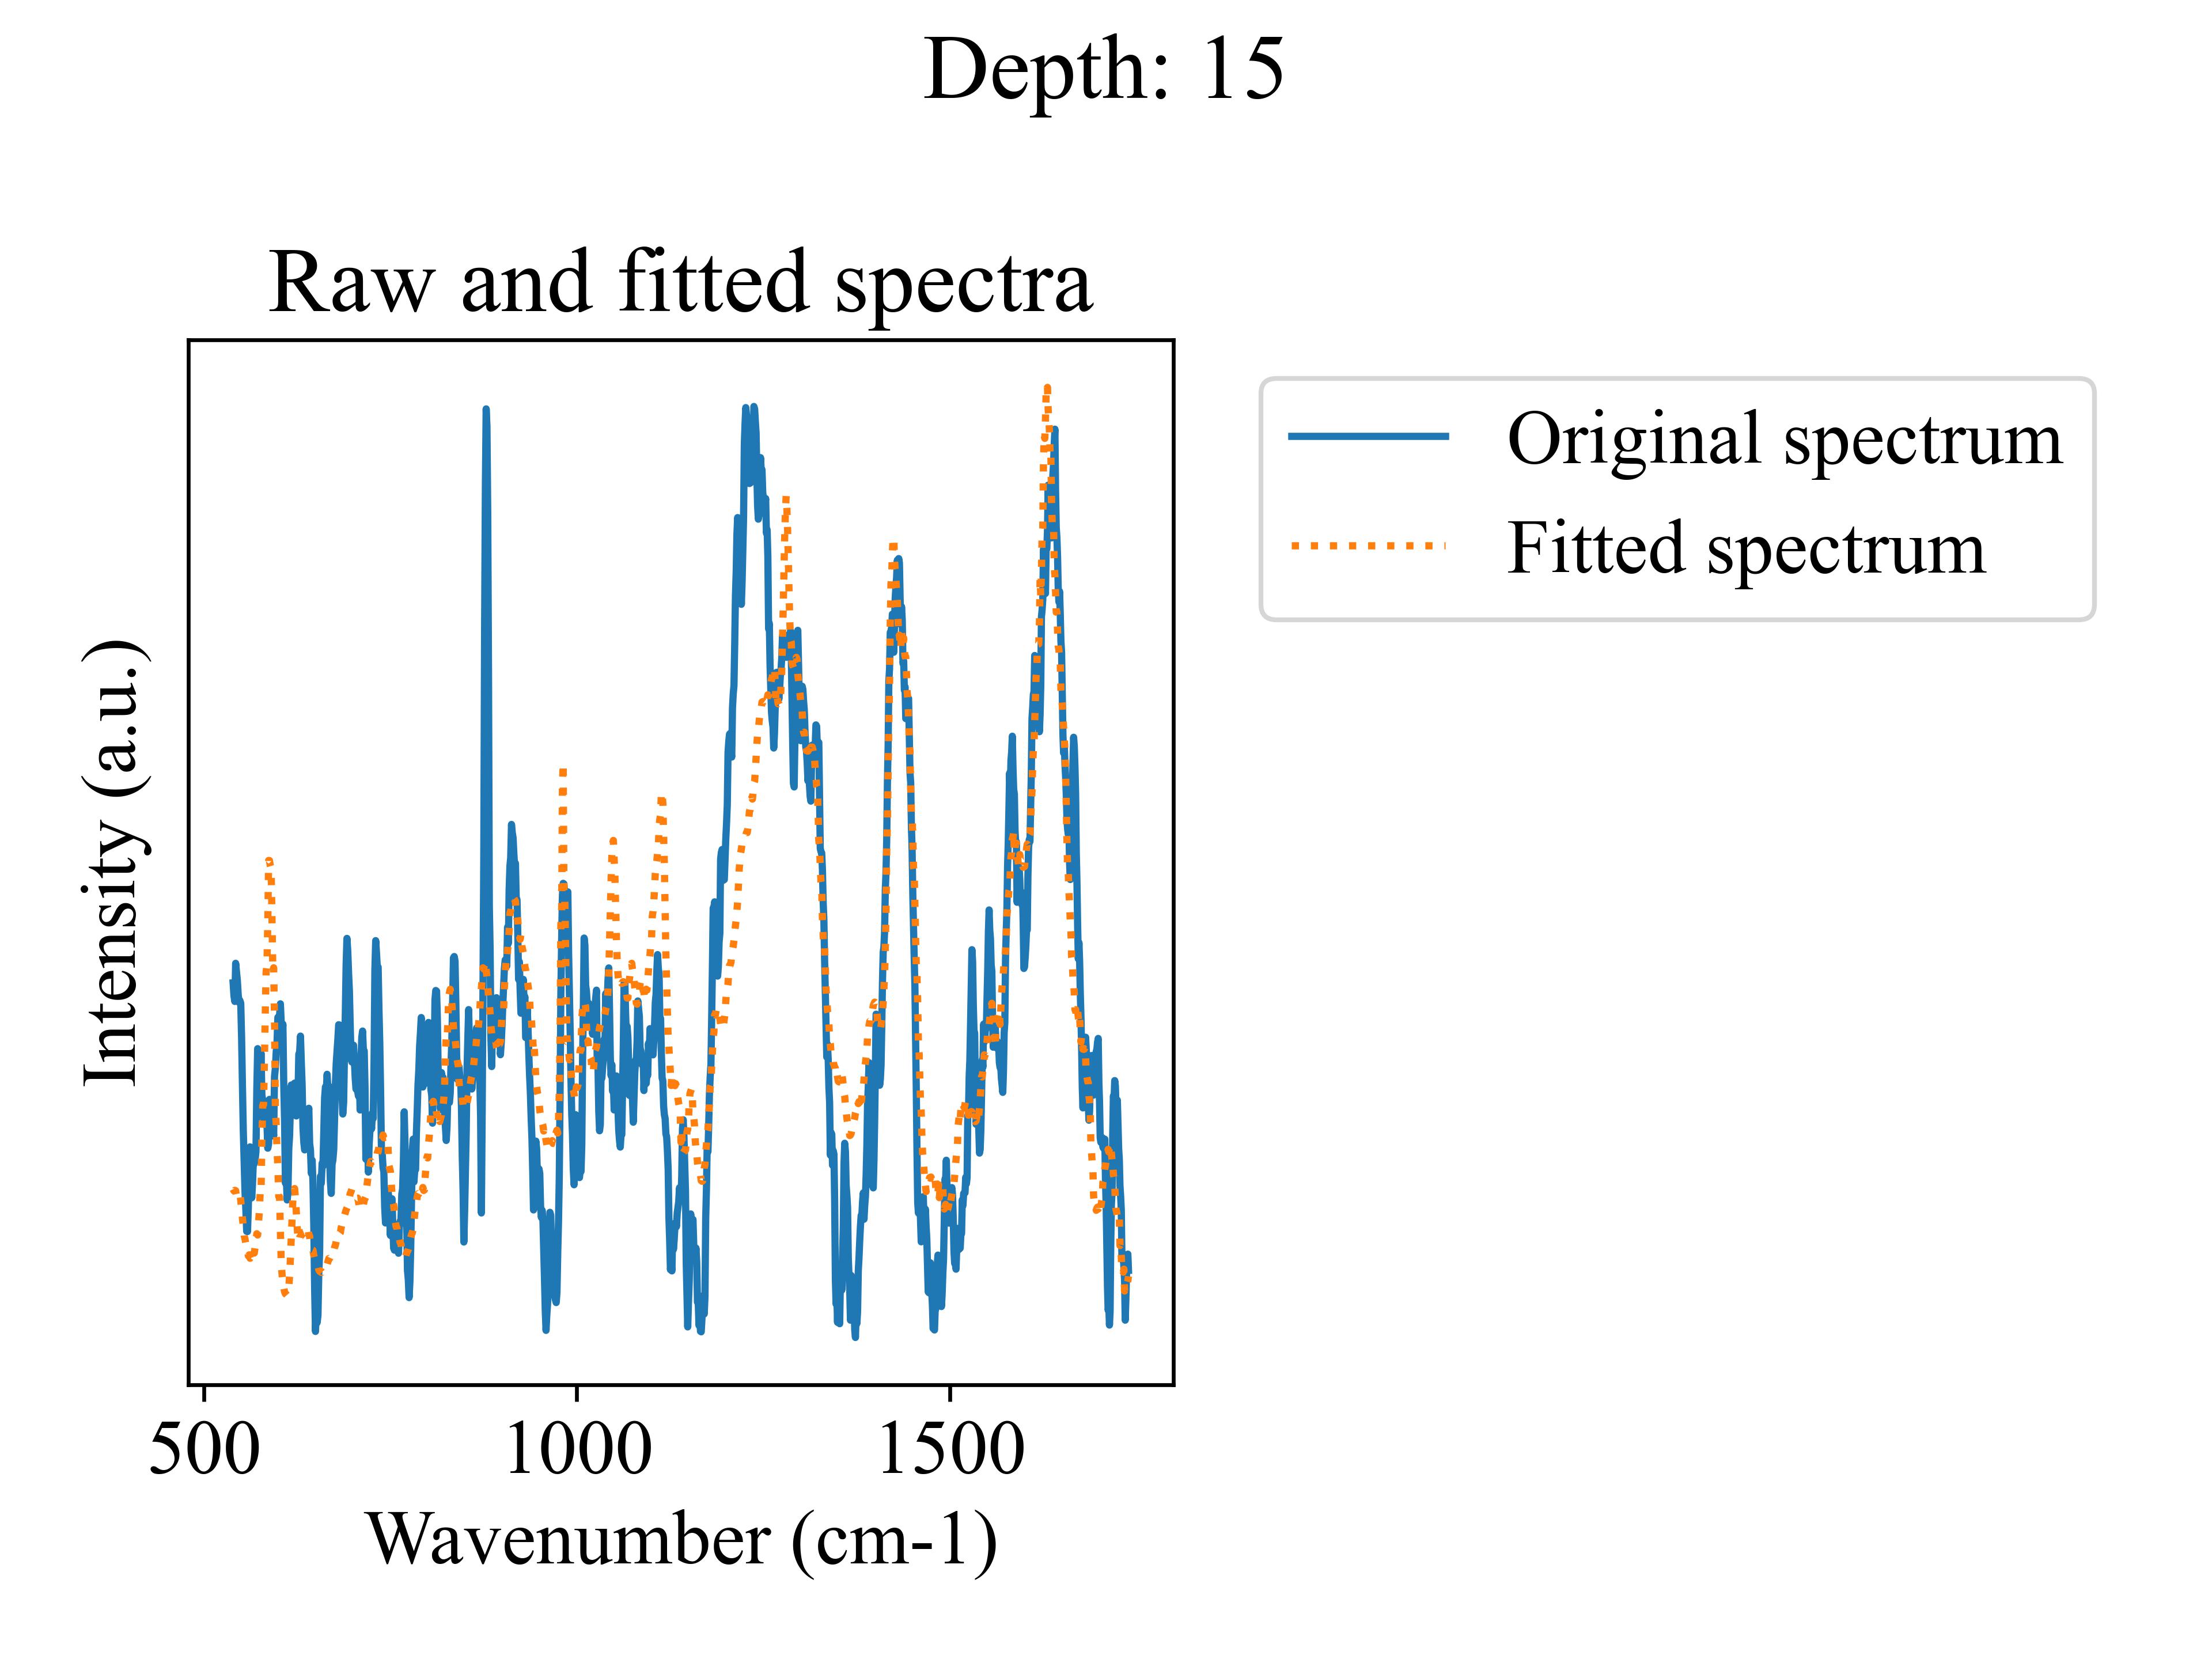 Depth: 15
Raw and fitted spectra
Original spectrum
Fitted spectrum
Intensity (a.u.)
500 1000 1500
Wavenumber (cm-1)